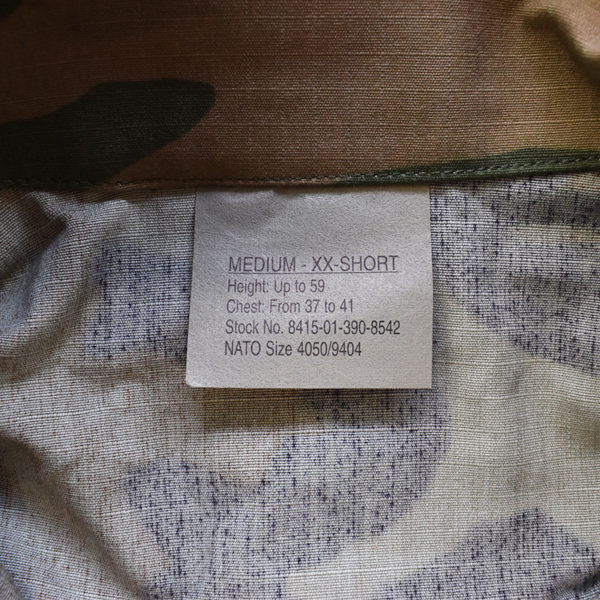 MEDIUM - XX-SHORT
Height: Up to 59
Chest: From 37 to 41
Stock No. 8415-01-390-8542
NATO Size 4050/9404